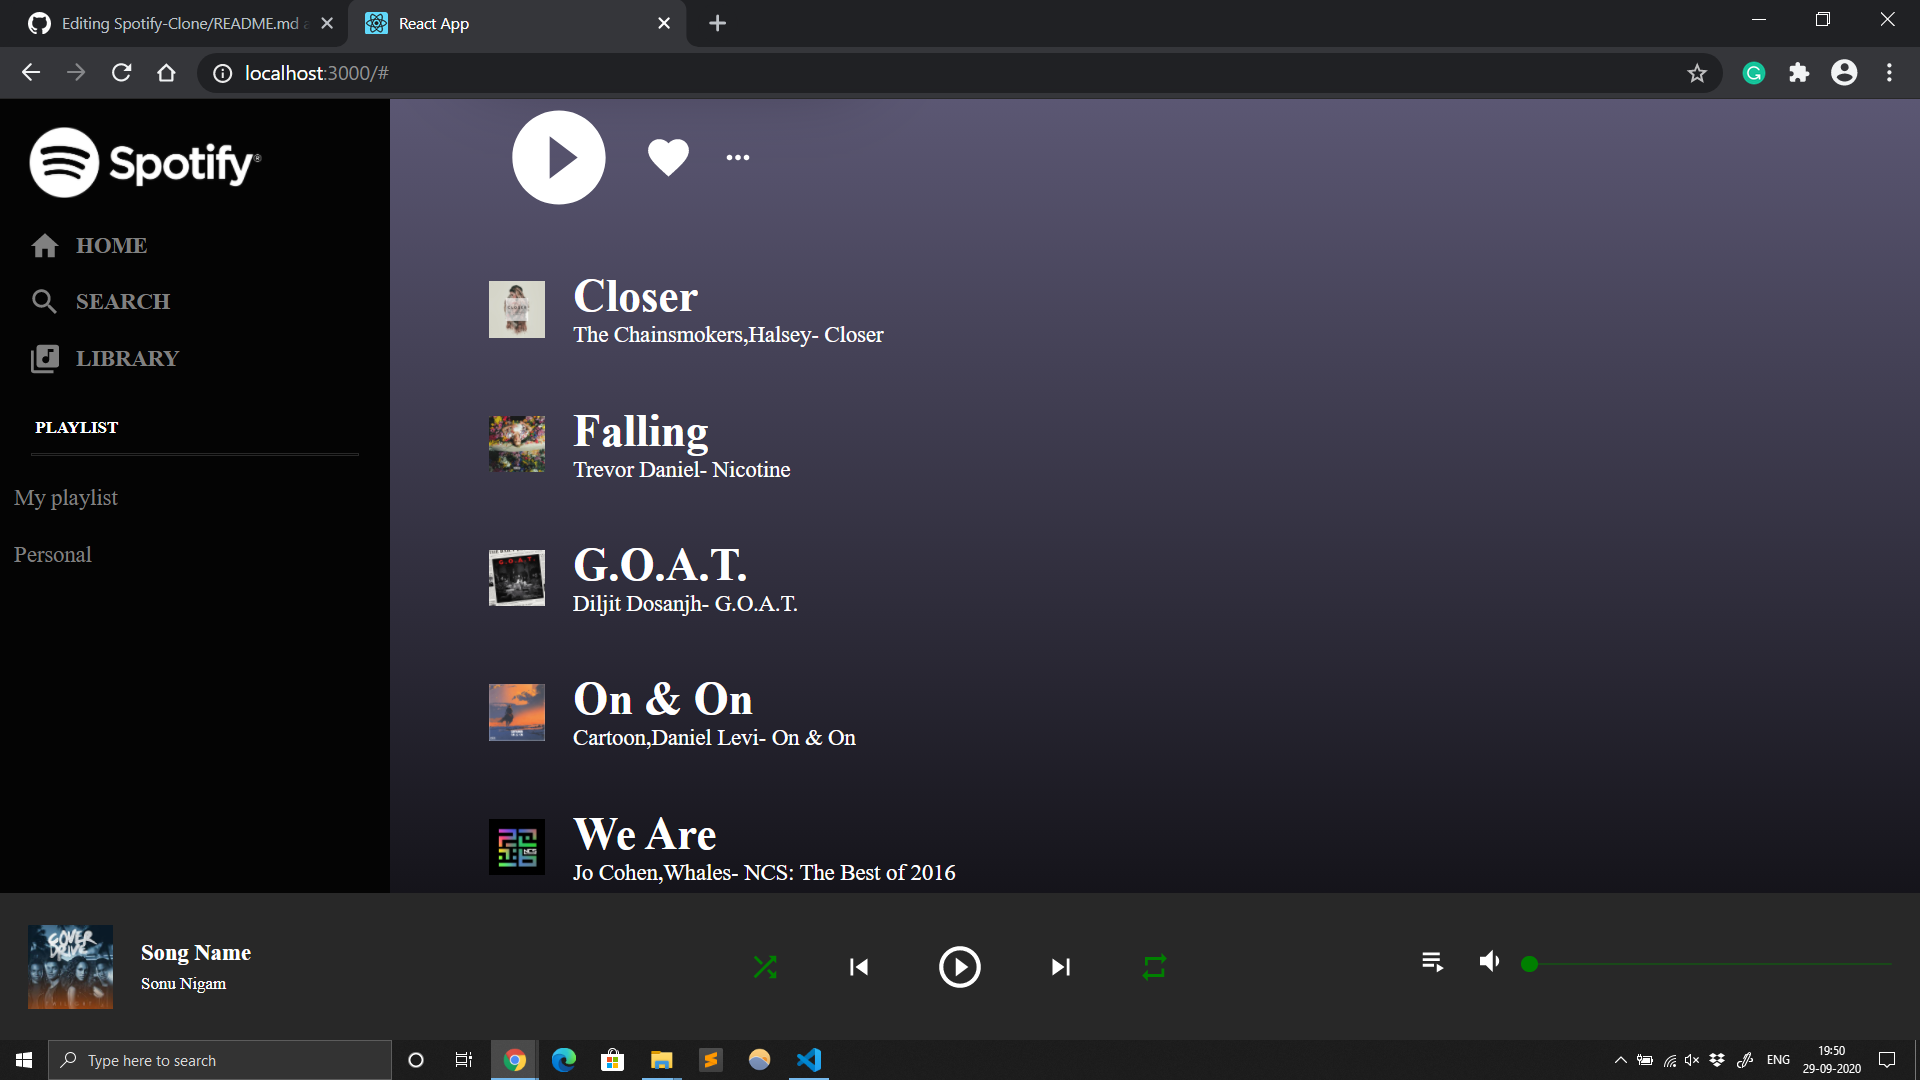 Editing Spotify-Clone/README.md a
React App
localhost:3000/#
Spotify®
HOME
SEARCH
LIBRARY
PLAYLIST
My playlist
Personal
Closer
The Chainsmokers,Halsey- Closer
Falling
Trevor Daniel- Nicotine
G.O.A.T.
Diljit Dosanjh- G.O.A.T.
On & On
Cartoon,Daniel Levi- On & On
We Are
Jo Cohen,Whales- NCS: The Best of 2016
COVER
DRIVE
Song Name
Sonu Nigam
Type here to search
ENG
19:50
29-09-2020